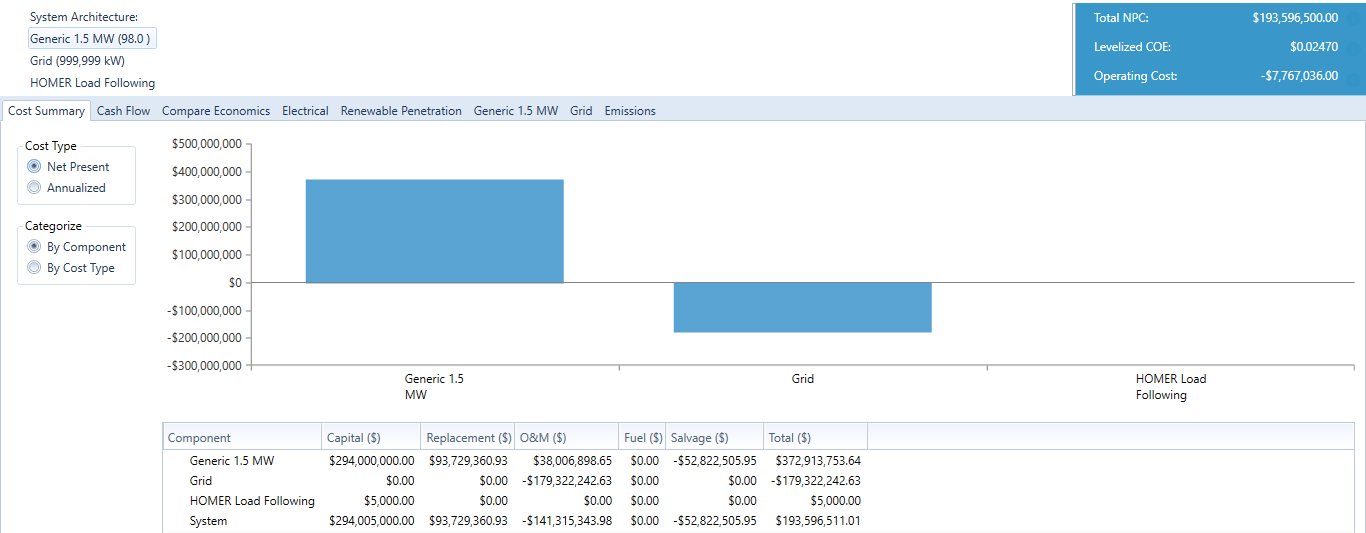 System Architecture:
Generic 1.5 MW (98.0 )
Grid (999,999 kW)
HOMER Load Following
Total NPC: $193,596,500.00
Levelized COE: $0.02470
Operating Cost: -$7,767,036.00
Cost Summary Cash Flow Compare Economics Electrical Renewable Penetration Generic 1.5 MW Grid Emissions
Cost Type
Net Present
Annualized
Categorize
By Component
By Cost Type
$500,000,000
$400,000,000
$300,000,000
$200,000,000
$100,000,000
$0
-$100,000,000
-$200,000,000
-$300,000,000
Generic 1.5
MW
Grid
HOMER Load
Following
Component Capital ($) Replacement ($) O&M ($) Fuel ($) Salvage ($) Total ($)
Generic 1.5 MW $294,000,000.00 $93,729,360.93 $38,006,898.65 $0.00 -$52,822,505.95 $372,913,753.64
Grid $0.00 $0.00 -$179,322,242.63 $0.00 $0.00 -$179,322,242.63
HOMER Load Following $5,000.00 $0.00 $0.00 $0.00 $0.00 $5,000.00
System $294,005,000.00 $93,729,360.93 -$141,315,343.98 $0.00 -$52,822,505.95 $193,596,511.01